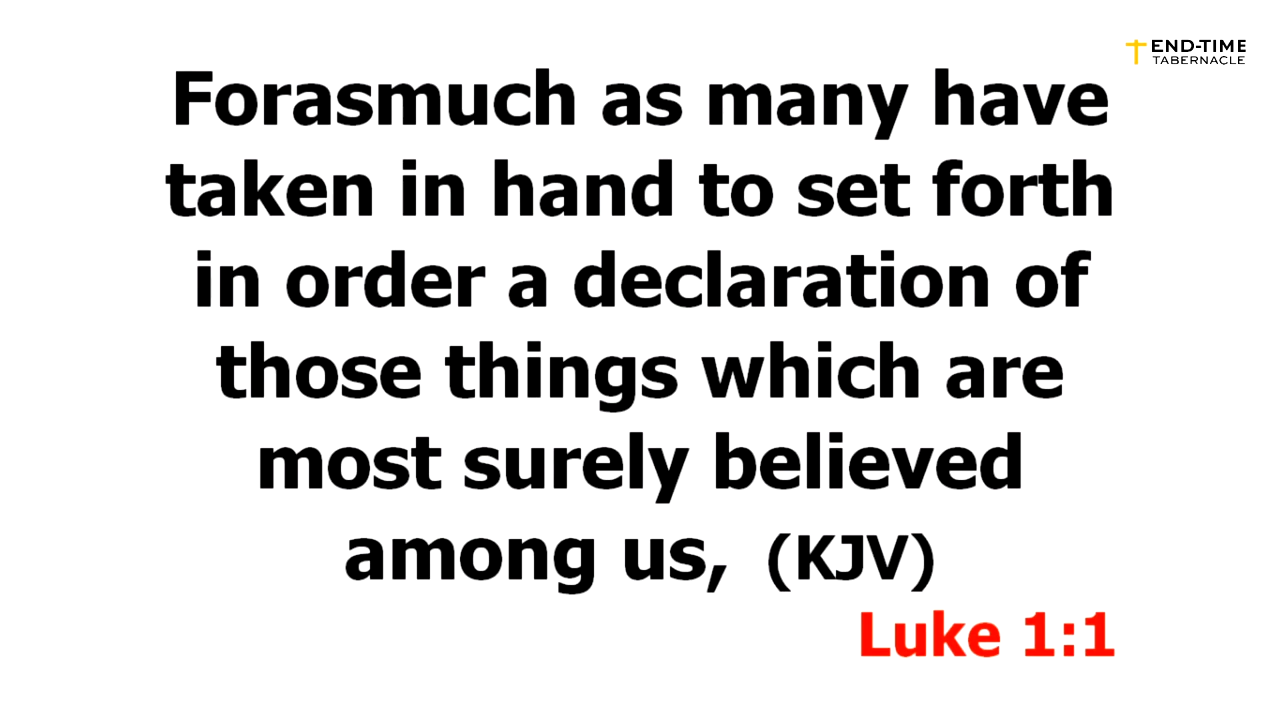 END-TIME
TABERNACLE
Forasmuch as many have
taken in hand to set forth
in order a declaration of
those things which are
most surely believed
among us, (KJV)
Luke 1:1